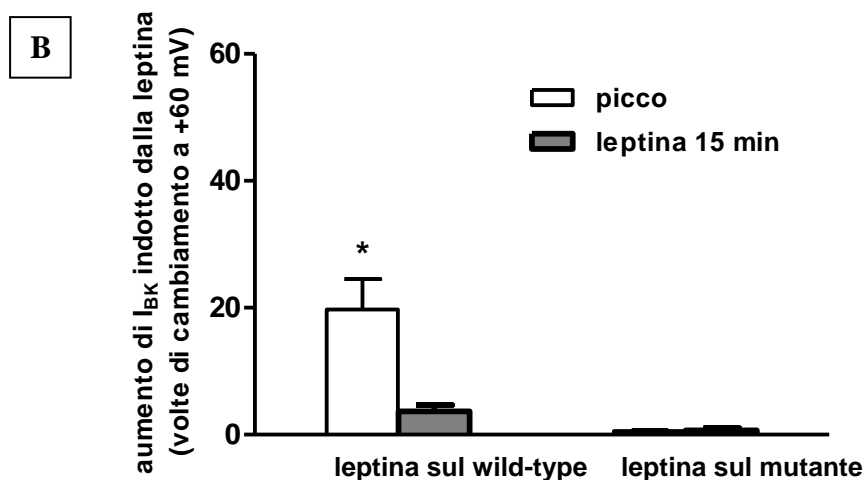 B
aumento di I_BK indotto dalla leptina
(volte di cambiamento a +60 mV)
60
40
20
0
picco
leptina 15 min
*
leptina sul wild-type
leptina sul mutante